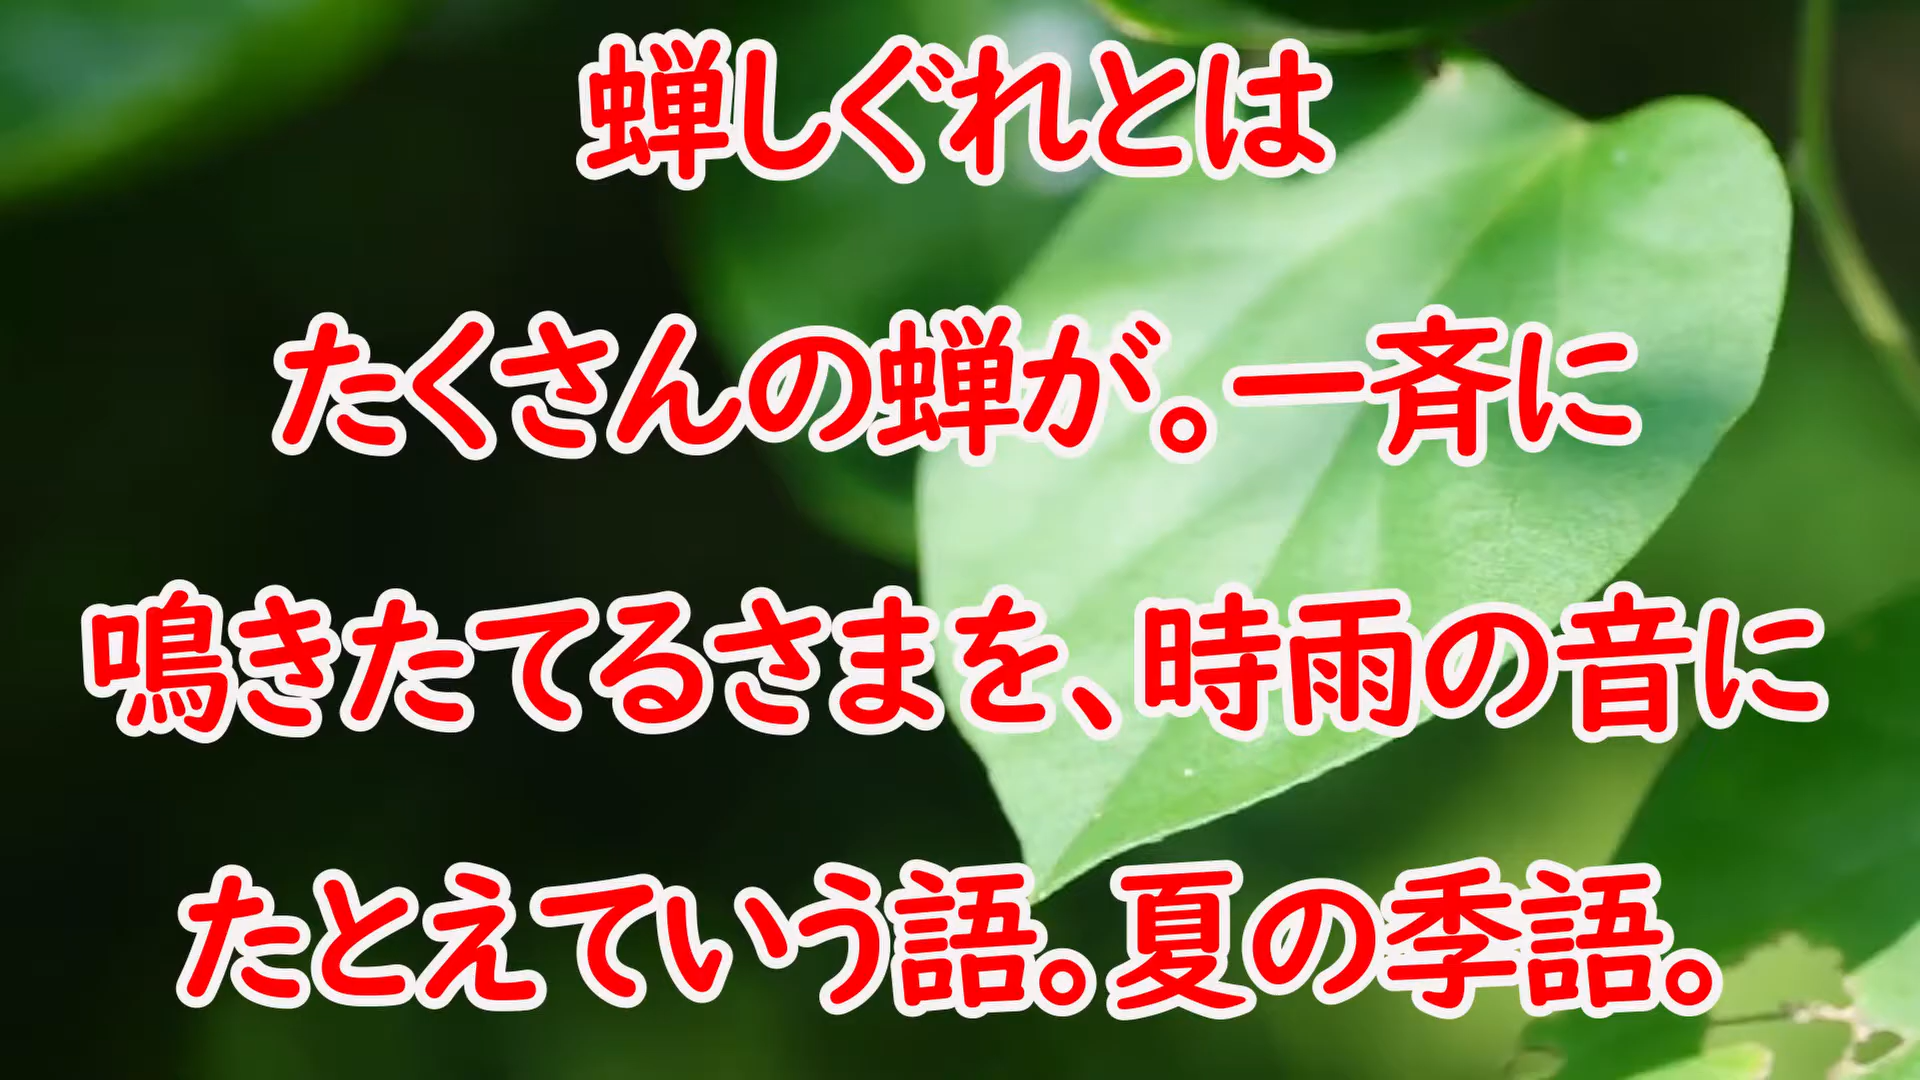 蝉しぐれとは
たくさんの蝉が。一斉に
鳴きたてるさまを、時雨の音に
たとえていう語。夏の季語。